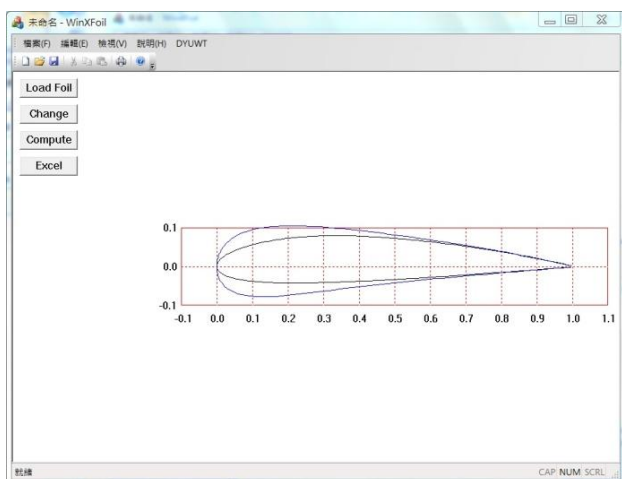 未命名 - WinXFoil
檔案(F) 編輯(E) 檢視(V) 說明(H) DYUWT
Load Foil
Change
Compute
Excel
0.1
0.0
-0.1
-0.1 0.0 0.1 0.2 0.3 0.4 0.5 0.6 0.7 0.8 0.9 1.0 1.1
就緒 CAP NUM SCRL